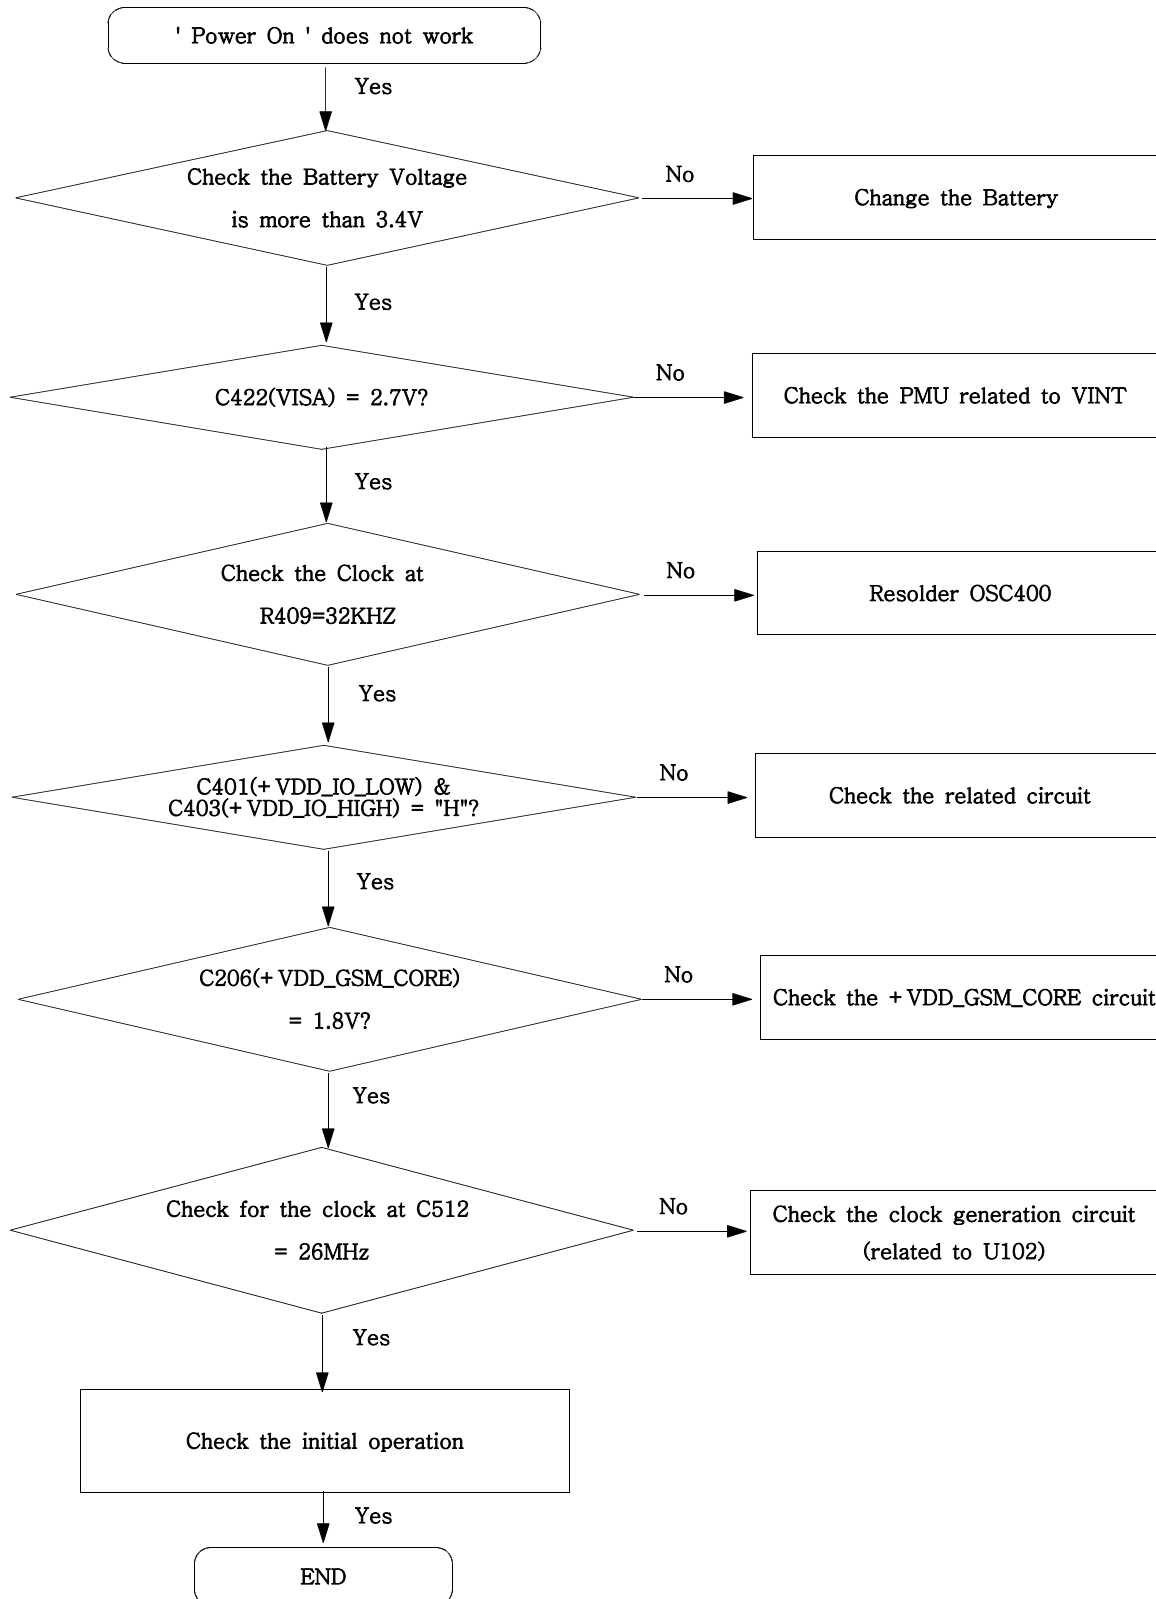 ' Power On ' does not work
Yes
Check the Battery Voltage
is more than 3.4V
No
Change the Battery
Yes
C422(VISA) = 2.7V?
No
Check the PMU related to VINT
Yes
Check the Clock at
R409=32KHZ
No
Resolder OSC400
Yes
C401(+VDD_IO_LOW) &
C403(+VDD_IO_HIGH) = "H"?
No
Check the related circuit
Yes
C206(+VDD_GSM_CORE)
= 1.8V?
No
Check the +VDD_GSM_CORE circuit
Yes
Check for the clock at C512
= 26MHz
No
Check the clock generation circuit
(related to U102)
Yes
Check the initial operation
Yes
END